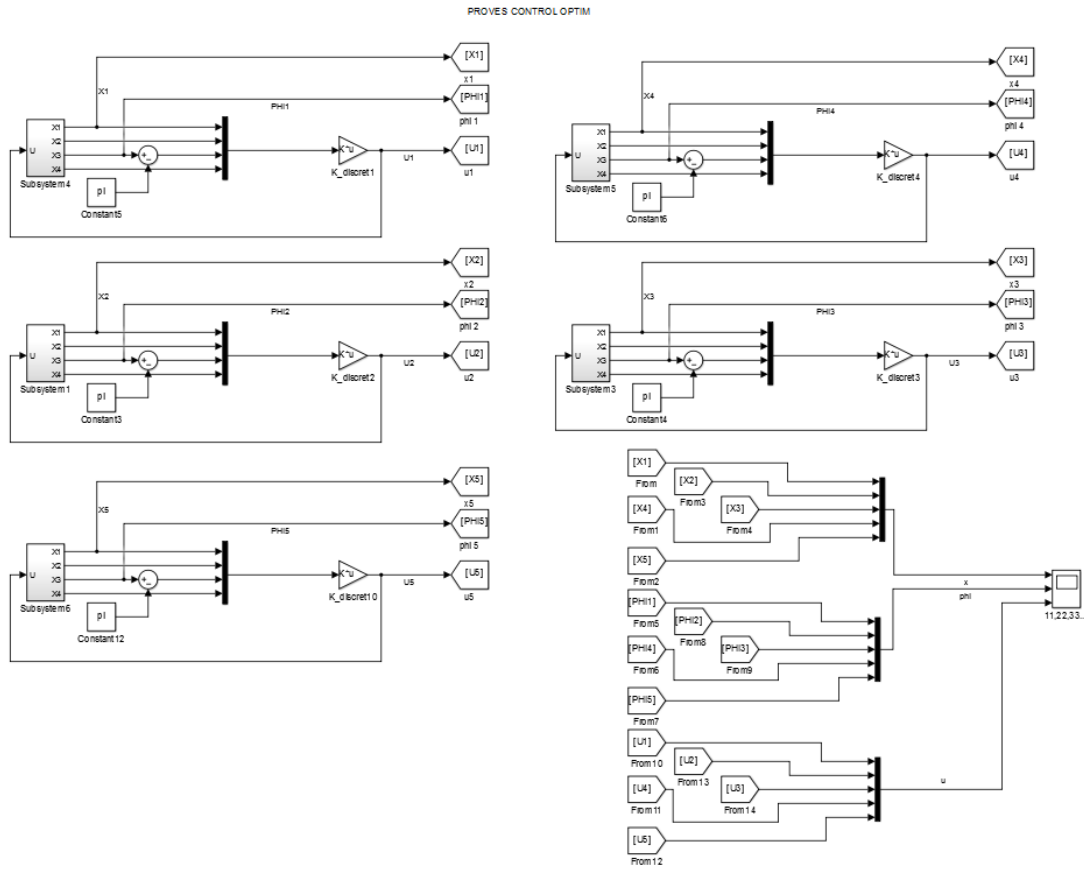 PROVES CONTROL OPTIM
[X1]
x1
X1
[PHI1]
phi 1
PHI1
U
X1
X2
X3
X4
Subsystem4
+_
pi
Constant5
K*u
K_discret1
U1
[U1]
u1
[X4]
x4
X4
[PHI4]
phi 4
PHI4
U
X1
X2
X3
X4
Subsystem5
+_
pi
Constant6
K*u
K_discret4
[U4]
u4
[X2]
x2
X2
[PHI2]
phi 2
PHI2
U
X1
X2
X3
X4
Subsystem1
+_
pi
Constant3
K*u
K_discret2
U2
[U2]
u2
[X3]
x3
X3
[PHI3]
phi 3
PHI3
U
X1
X2
X3
X4
Subsystem3
+_
pi
Constant4
K*u
K_discret3
U3
[U3]
u3
[X5]
x5
X5
[PHI5]
phi 5
PHI5
U
X1
X2
X3
X4
Subsystem6
+_
pi
Constant12
K*u
K_discret10
U5
[U5]
u5
[X1]
From
[X2]
From3
[X4]
From1
[X3]
From4
[X5]
From2
x
phi
11,22,33..
[PHI1]
From5
[PHI2]
From8
[PHI4]
From6
[PHI3]
From9
[PHI5]
From7
[U1]
From10
[U2]
From13
[U4]
From11
[U3]
From14
u
[U5]
From12